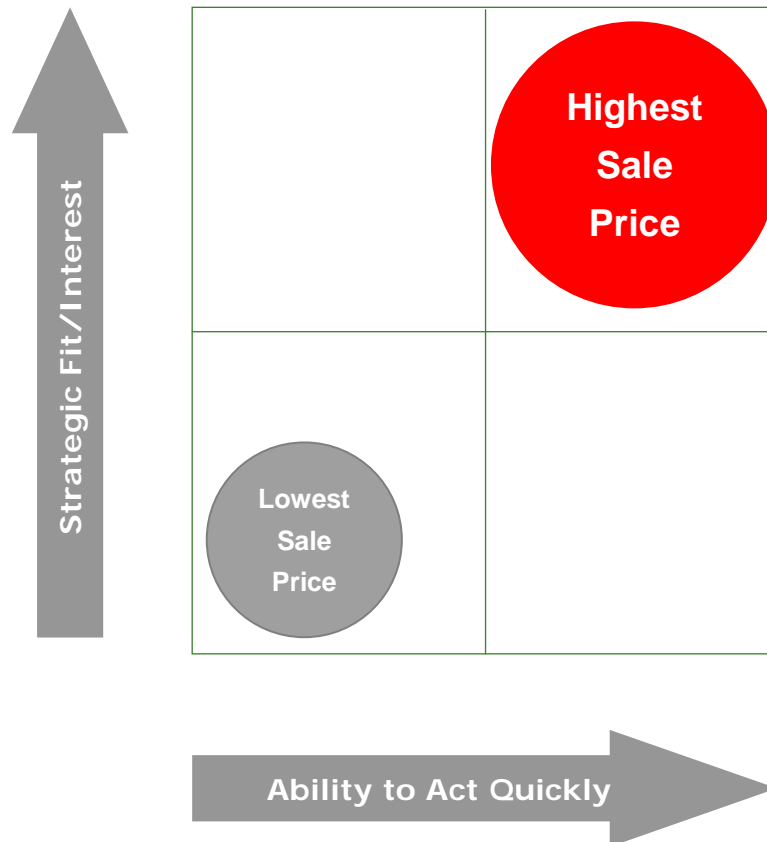 Highest
Sale
Price
Strategic Fit/Interest
Lowest
Sale
Price
Ability to Act Quickly